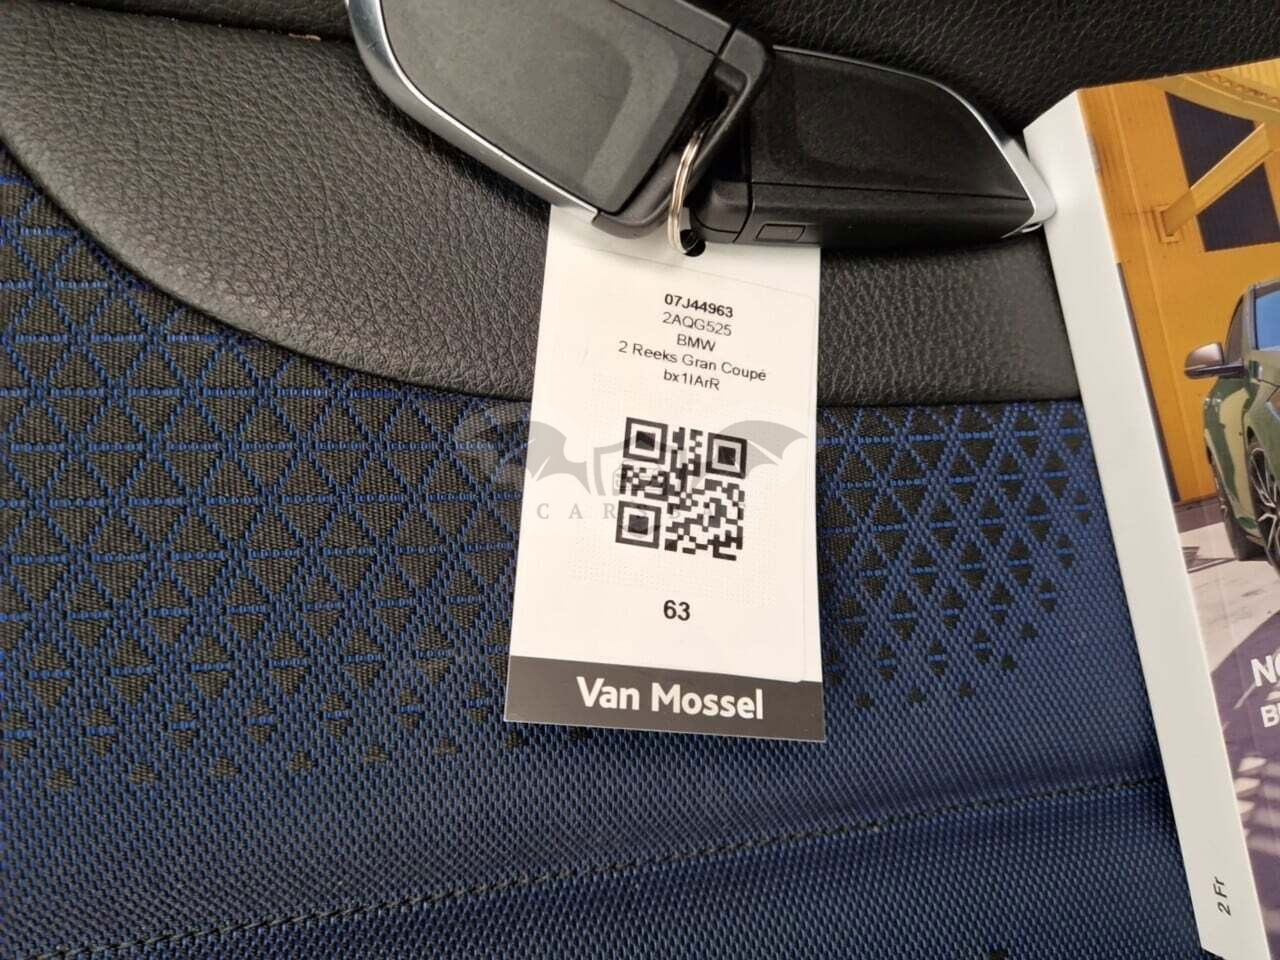 07J44963
2AQG525
BMW
2 Reeks Gran Coupé
bx1IArR
63
Van Mossel
2 Fr